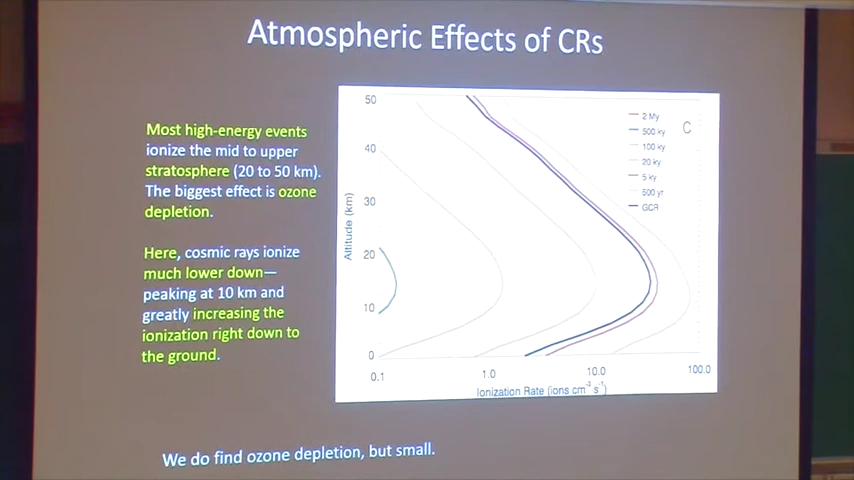 Atmospheric Effects of CRs
Most high-energy events
ionize the mid to upper
stratosphere (20 to 50 km).
The biggest effect is ozone
depletion.
Here, cosmic rays ionize
much lower down—
peaking at 10 km and
greatly increasing the
ionization right down to
the ground.
50
40
30
20
10
0
Altitude (km)
0.1
1.0
10.0
100.0
Ionization Rate (ions cm⁻³ s⁻¹)
C
2 My
500 ky
100 ky
20 ky
5 ky
500 yr
GCR
We do find ozone depletion, but small.